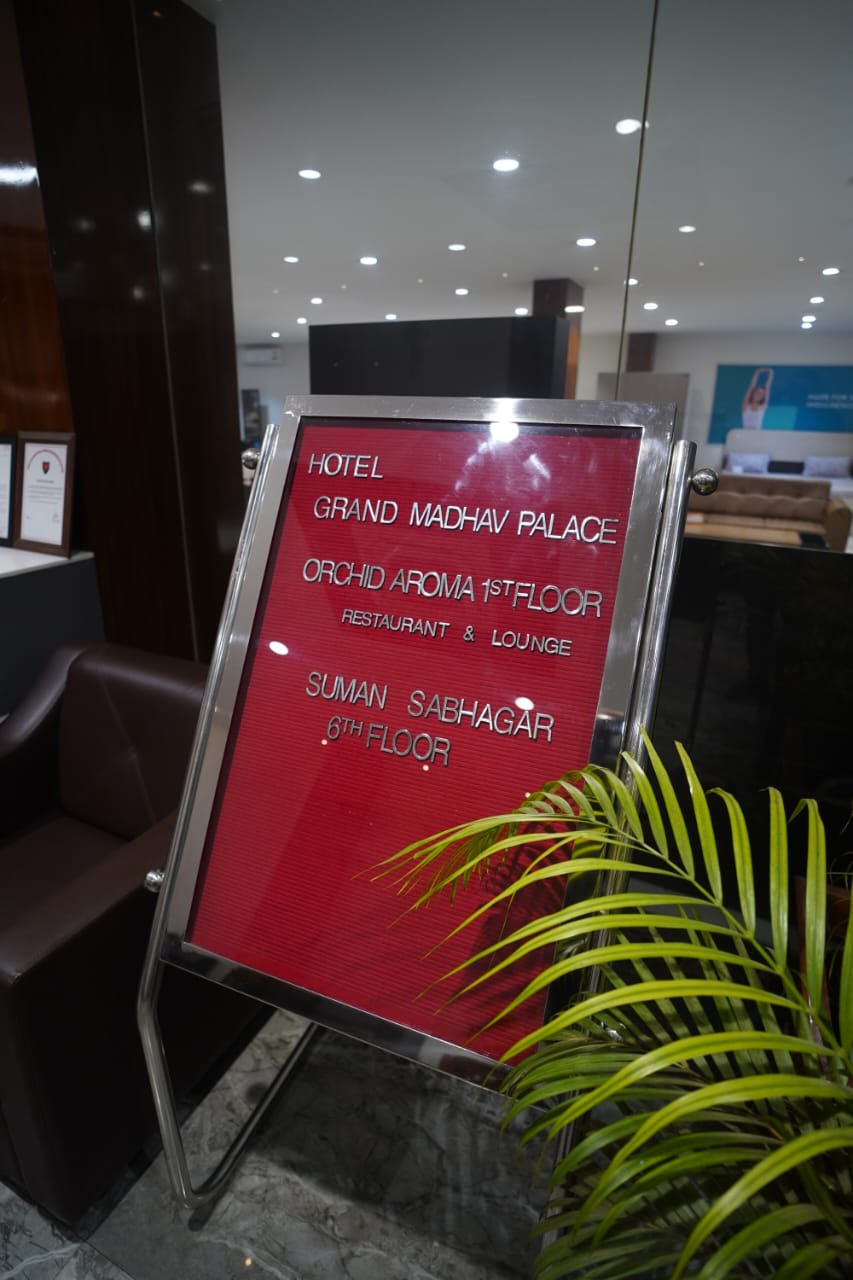 HOTEL
GRAND MADHAV PALACE
ORCHID AROMA 1ST FLOOR
RESTAURANT & LOUNGE
SUMAN SABHAGAR
6TH FLOOR